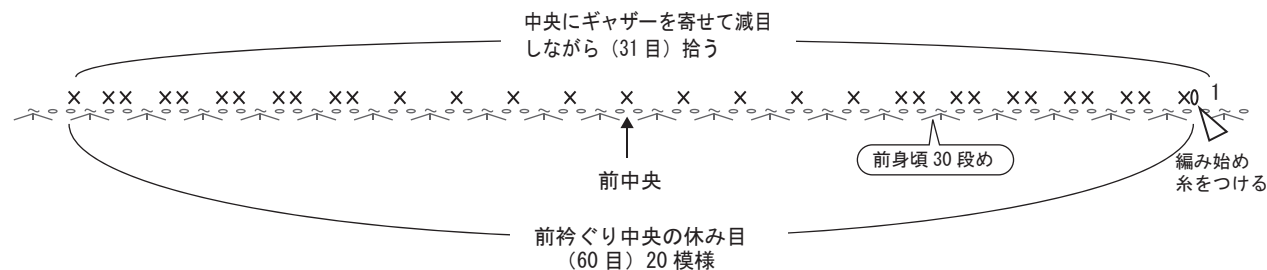 中央にギャザーを寄せて減目
しながら(31目)拾う
1
前身頃30段め
編み始め
糸をつける
前中央
前衿ぐり中央の休み目
(60目)20模様